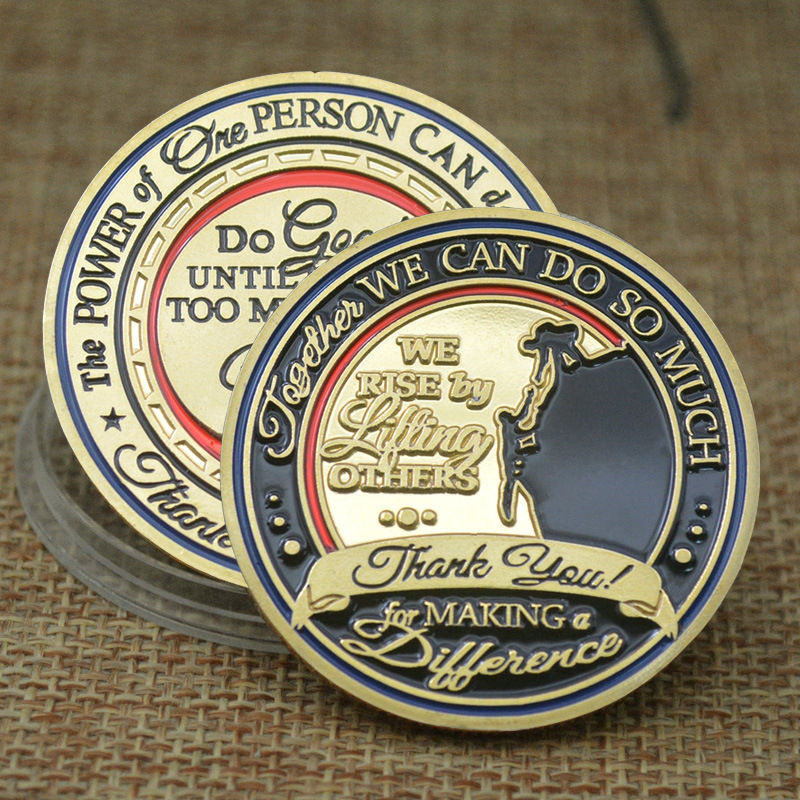 The POWER of One PERSON CAN
Do
UNTIL
TOO
Together WE CAN DO SO MUCH
WE
RISE by
Lifting
OTHERS
Thank You!
for MAKING a
Difference